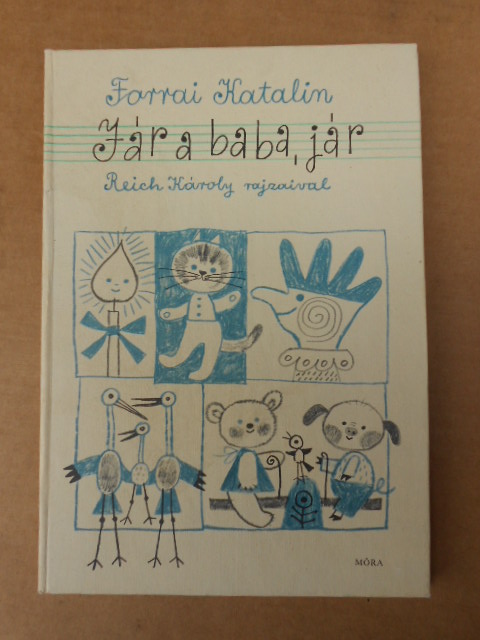 Forrai Katalin
Jár a baba, jár
Reich Károly rajzaival
MÓRA